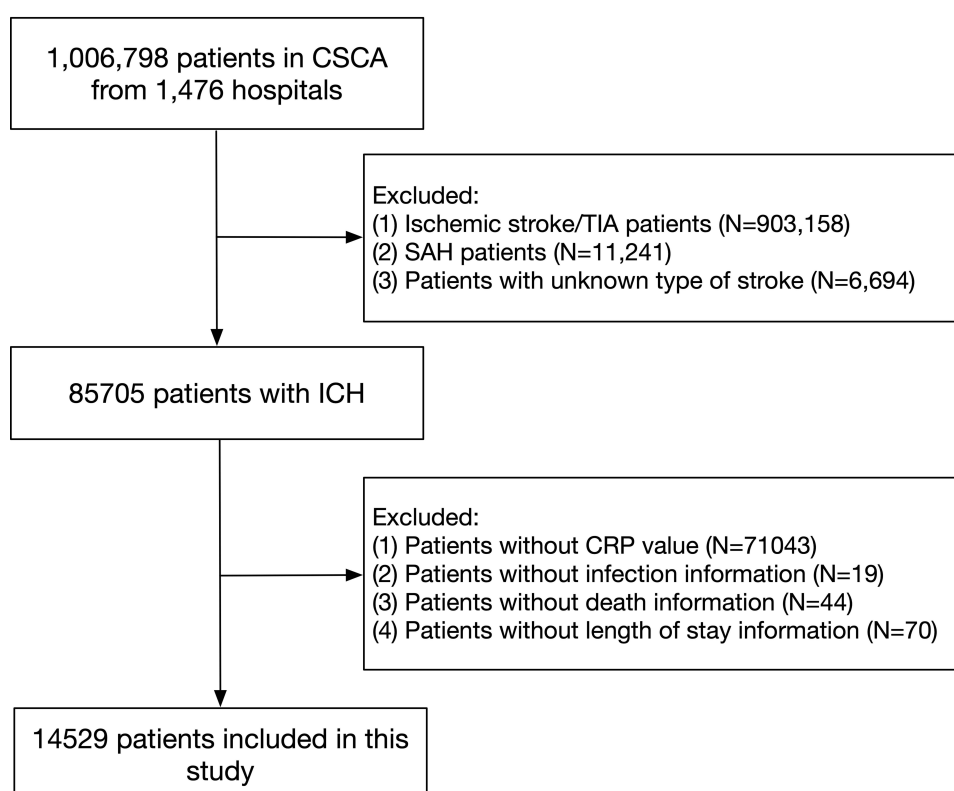 1,006,798 patients in CSCA
from 1,476 hospitals
Excluded:
(1) Ischemic stroke/TIA patients (N=903,158)
(2) SAH patients (N=11,241)
(3) Patients with unknown type of stroke (N=6,694)
85705 patients with ICH
Excluded:
(1) Patients without CRP value (N=71043)
(2) Patients without infection information (N=19)
(3) Patients without death information (N=44)
(4) Patients without length of stay information (N=70)
14529 patients included in this
study